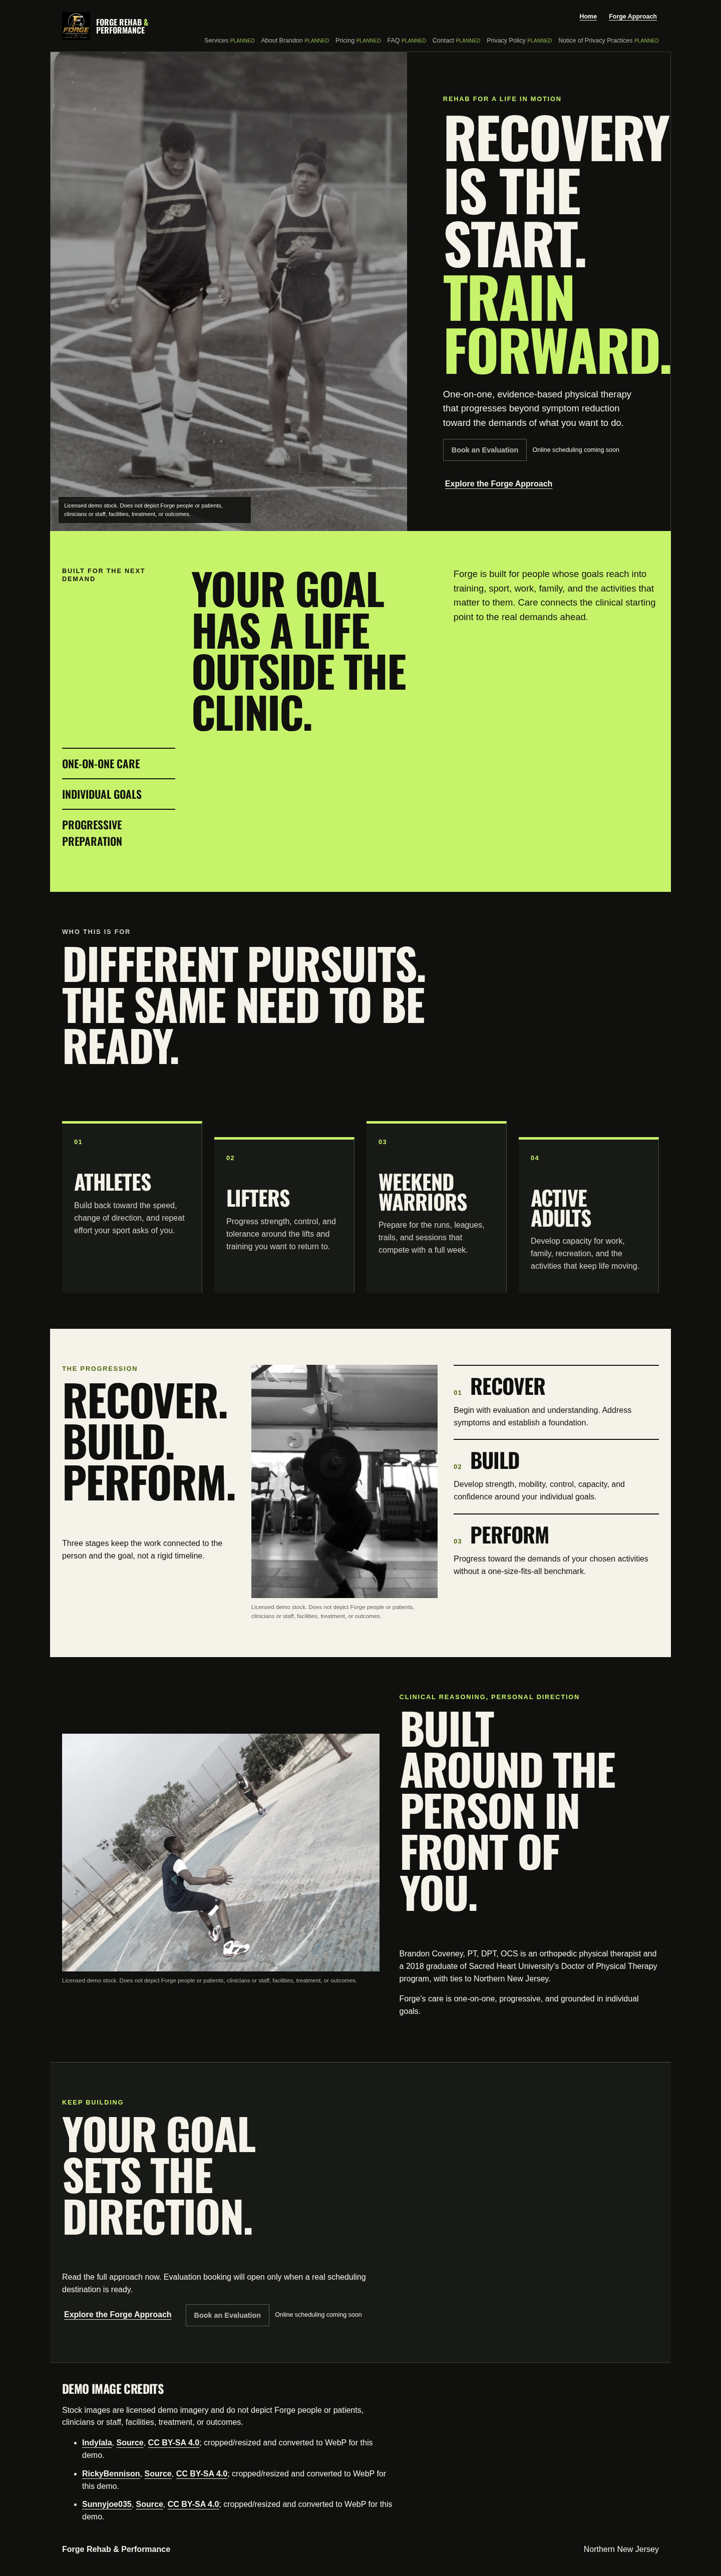 FORGE REHAB &
PERFORMANCE
Home Forge Approach
Services PLANNED About Brandon PLANNED Pricing PLANNED FAQ PLANNED Contact PLANNED Privacy Policy PLANNED Notice of Privacy Practices PLANNED
REHAB FOR A LIFE IN MOTION
RECOVERY
IS THE
START.
TRAIN
FORWARD.
One-on-one, evidence-based physical therapy
that progresses beyond symptom reduction
toward the demands of what you want to do.
Book an Evaluation Online scheduling coming soon
Explore the Forge Approach
Licensed demo stock. Does not depict Forge people or patients,
clinicians or staff, facilities, treatment, or outcomes.
BUILT FOR THE NEXT
DEMAND
YOUR GOAL
HAS A LIFE
OUTSIDE THE
CLINIC.
Forge is built for people whose goals reach into
training, sport, work, family, and the activities that
matter to them. Care connects the clinical starting
point to the real demands ahead.
ONE-ON-ONE CARE
INDIVIDUAL GOALS
PROGRESSIVE
PREPARATION
WHO THIS IS FOR
DIFFERENT PURSUITS.
THE SAME NEED TO BE
READY.
01
ATHLETES
Build back toward the speed,
change of direction, and repeat
effort your sport asks of you.
02
LIFTERS
Progress strength, control, and
tolerance around the lifts and
training you want to return to.
03
WEEKEND
WARRIORS
Prepare for the runs, leagues,
trails, and sessions that
compete with a full week.
04
ACTIVE
ADULTS
Develop capacity for work,
family, recreation, and the
activities that keep life moving.
THE PROGRESSION
RECOVER.
BUILD.
PERFORM.
Three stages keep the work connected to the
person and the goal, not a rigid timeline.
Licensed demo stock. Does not depict Forge people or patients,
clinicians or staff, facilities, treatment, or outcomes.
01 RECOVER
Begin with evaluation and understanding. Address
symptoms and establish a foundation.
02 BUILD
Develop strength, mobility, control, capacity, and
confidence around your individual goals.
03 PERFORM
Progress toward the demands of your chosen activities
without a one-size-fits-all benchmark.
Licensed demo stock. Does not depict Forge people or patients, clinicians or staff, facilities, treatment, or outcomes.
CLINICAL REASONING, PERSONAL DIRECTION
BUILT
AROUND THE
PERSON IN
FRONT OF
YOU.
Brandon Coveney, PT, DPT, OCS is an orthopedic physical therapist and
a 2018 graduate of Sacred Heart University's Doctor of Physical Therapy
program, with ties to Northern New Jersey.
Forge's care is one-on-one, progressive, and grounded in individual
goals.
KEEP BUILDING
YOUR GOAL
SETS THE
DIRECTION.
Read the full approach now. Evaluation booking will open only when a real scheduling
destination is ready.
Explore the Forge Approach Book an Evaluation Online scheduling coming soon
DEMO IMAGE CREDITS
Stock images are licensed demo imagery and do not depict Forge people or patients,
clinicians or staff, facilities, treatment, or outcomes.
• Indylala, Source, CC BY-SA 4.0; cropped/resized and converted to WebP for this
demo.
• RickyBennison, Source, CC BY-SA 4.0; cropped/resized and converted to WebP for
this demo.
• Sunnyjoe035, Source, CC BY-SA 4.0; cropped/resized and converted to WebP for this
demo.
Forge Rehab & Performance Northern New Jersey